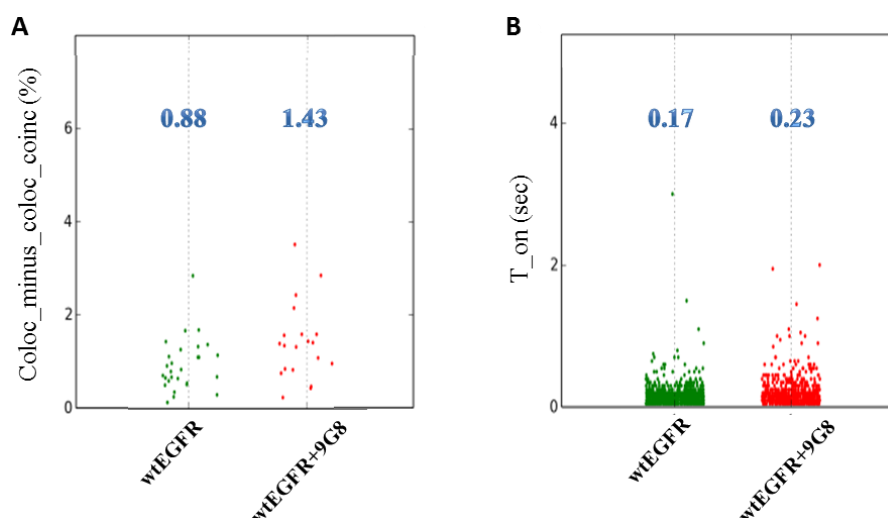 A
B
Coloc_minus_coloc_coinc (%)
0.88
1.43
6
4
2
0
wtEGFR
wtEGFR+9G8
T_on (sec)
0.17
0.23
4
2
0
wtEGFR
wtEGFR+9G8